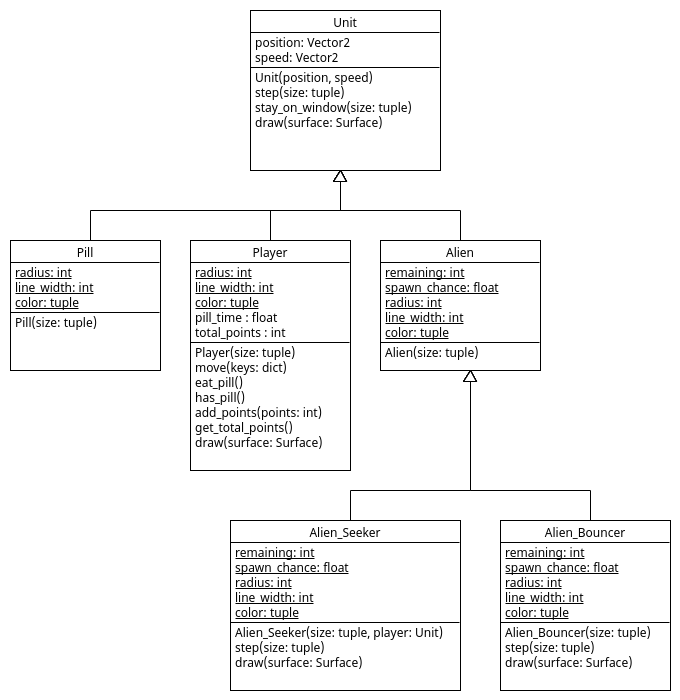 Unit
position: Vector2
speed: Vector2
Unit(position, speed)
step(size: tuple)
stay_on_window(size: tuple)
draw(surface: Surface)
Pill
radius: int
line_width: int
color: tuple
Pill(size: tuple)
Player
radius: int
line_width: int
color: tuple
pill_time : float
total_points : int
Player(size: tuple)
move(keys: dict)
eat_pill()
has_pill()
add_points(points: int)
get_total_points()
draw(surface: Surface)
Alien
remaining: int
spawn_chance: float
radius: int
line_width: int
color: tuple
Alien(size: tuple)
Alien_Seeker
remaining: int
spawn_chance: float
radius: int
line_width: int
color: tuple
Alien_Seeker(size: tuple, player: Unit)
step(size: tuple)
draw(surface: Surface)
Alien_Bouncer
remaining: int
spawn_chance: float
radius: int
line_width: int
color: tuple
Alien_Bouncer(size: tuple)
step(size: tuple)
draw(surface: Surface)